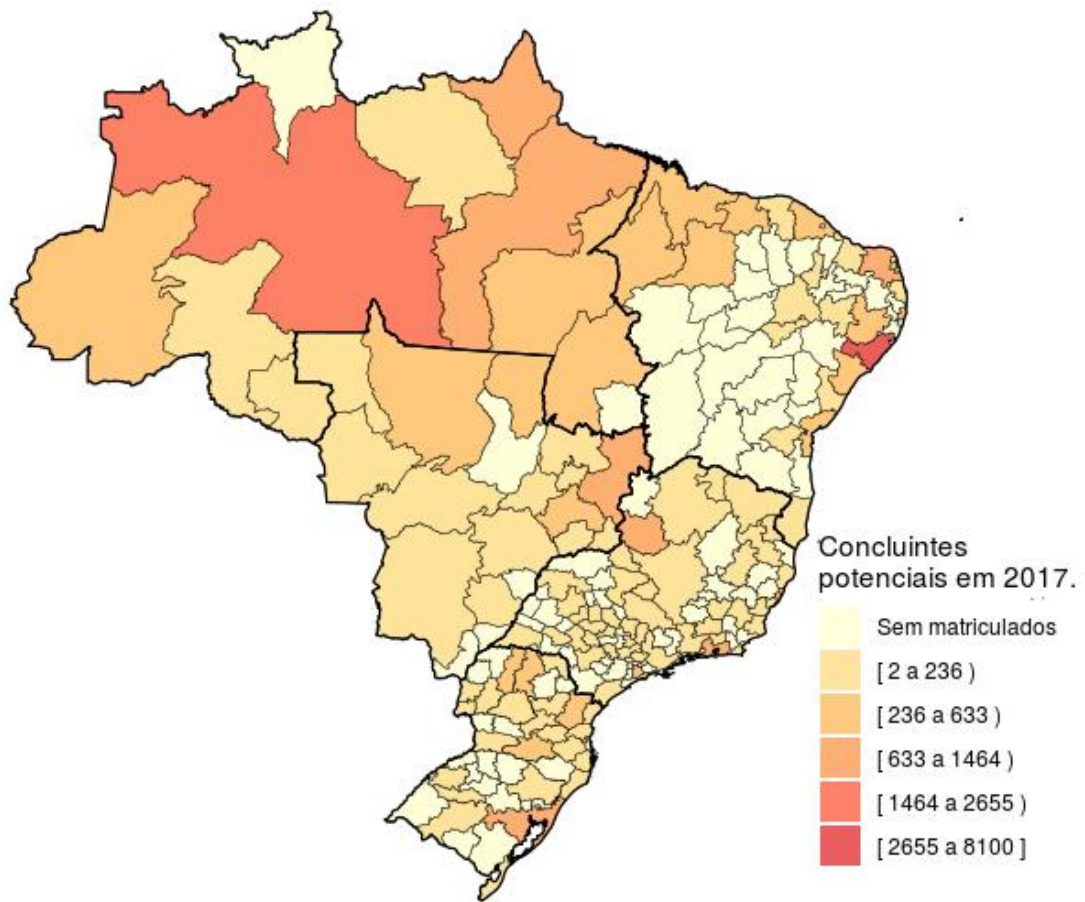 Concluintes
potenciais em 2017.
Sem matriculados
[ 2 a 236 )
[ 236 a 633 )
[ 633 a 1464 )
[ 1464 a 2655 )
[ 2655 a 8100 ]